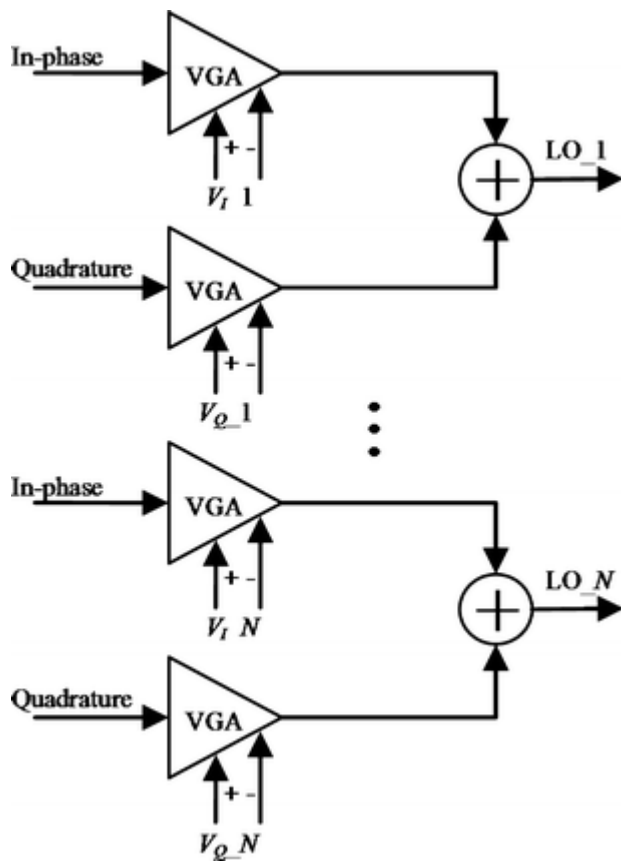 In-phase
VGA
+ -
V_I 1
LO_1
Quadrature
VGA
+ -
V_Q_1
In-phase
VGA
+ -
V_I N
LO_N
Quadrature
VGA
+ -
V_Q_N